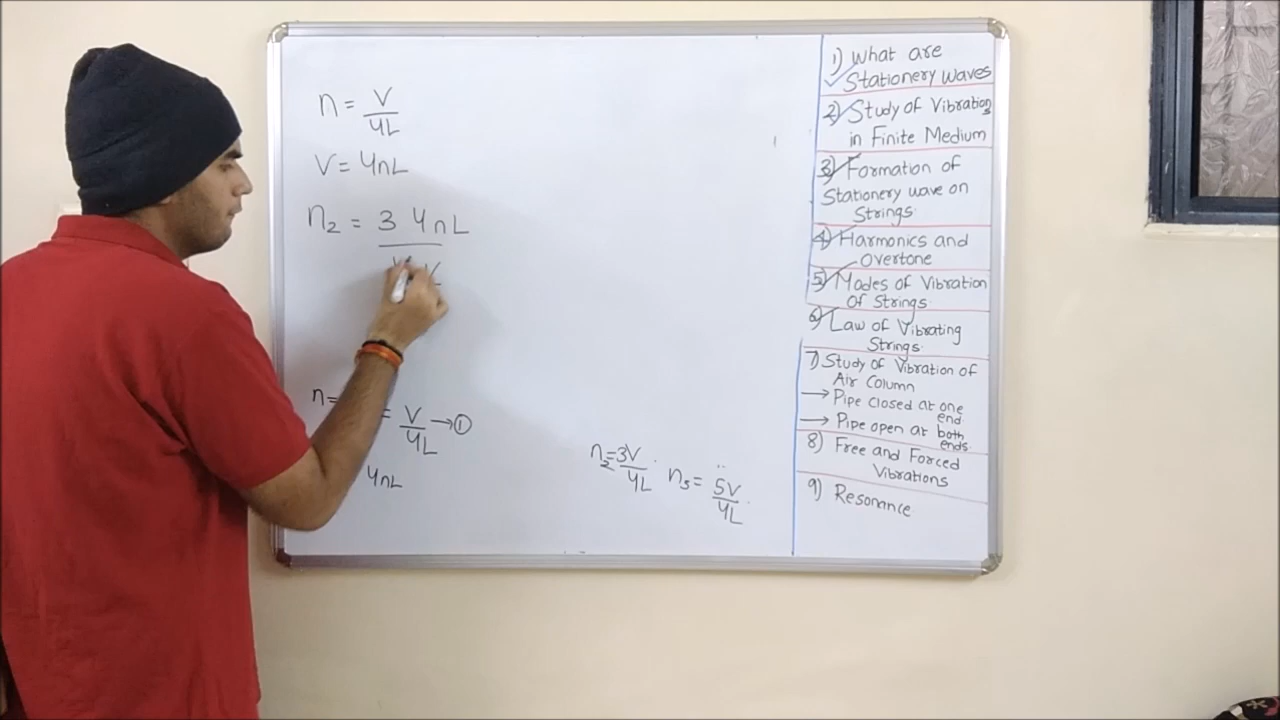 n = V
4L
V = 4nL
n2 = 3 4nL
n=
= V → ①
4L
4nL
n2 = 3V
4L
n3 = 5V
4L
1) What are
Stationery waves
2) Study of Vibrations
in Finite Medium
3) Formation of
Stationery wave on
Strings.
4) Harmonics and
Overtone
5) Modes of Vibration
Of Strings.
6) Law of Vibrating
Strings.
7) Study of Vibration of
Air Column
→ Pipe closed at one
end.
→ Pipe open at both
ends.
8) Free and Forced
Vibrations
9) Resonance